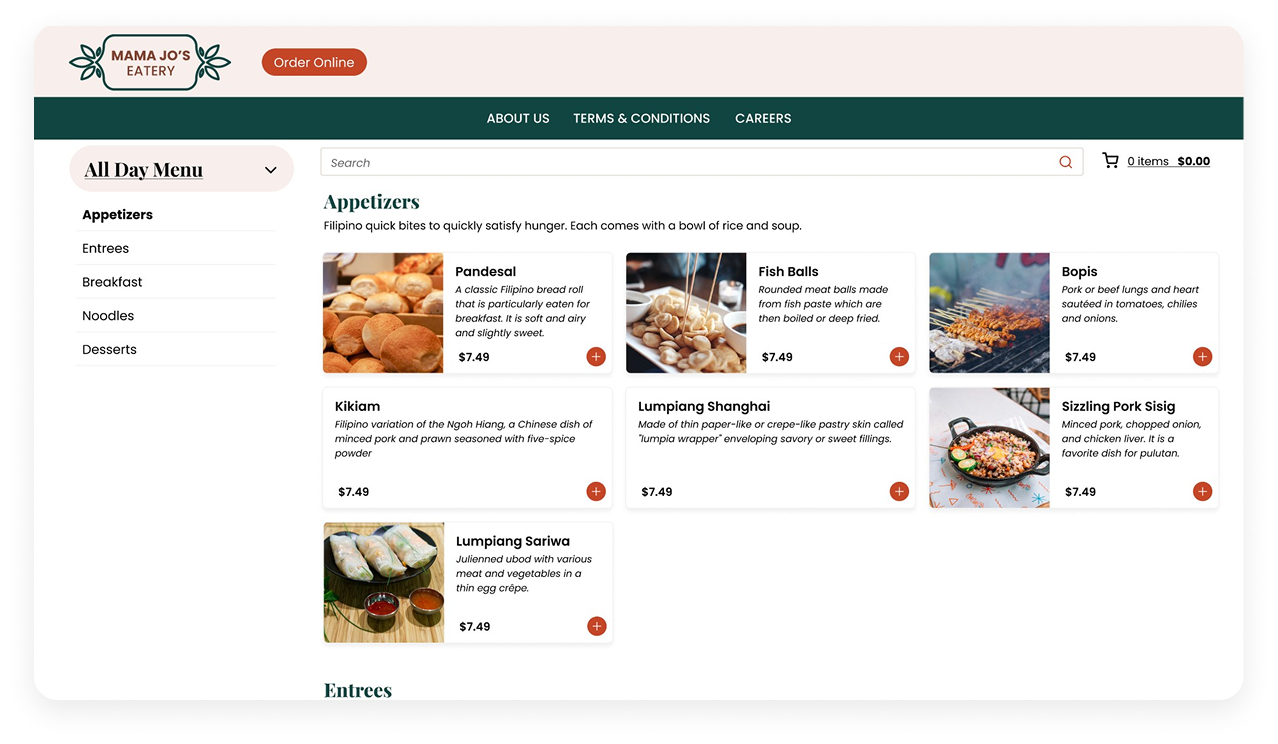 MAMA JO'S
EATERY
Order Online
ABOUT US TERMS & CONDITIONS CAREERS
All Day Menu
Appetizers
Entrees
Breakfast
Noodles
Desserts
Search
0 items $0.00
Appetizers
Filipino quick bites to quickly satisfy hunger. Each comes with a bowl of rice and soup.
Pandesal
A classic Filipino bread roll
that is particularly eaten for
breakfast. It is soft and airy
and slightly sweet.
$7.49
Fish Balls
Rounded meat balls made
from fish paste which are
then boiled or deep fried.
$7.49
Bopis
Pork or beef lungs and heart
sautéed in tomatoes, chilies
and onions.
$7.49
Kikiam
Filipino variation of the Ngoh Hiang, a Chinese dish of
minced pork and prawn seasoned with five-spice
powder
$7.49
Lumpiang Shanghai
Made of thin paper-like or crepe-like pastry skin called
"lumpia wrapper" enveloping savory or sweet fillings.
$7.49
Sizzling Pork Sisig
Minced pork, chopped onion,
and chicken liver. It is a
favorite dish for pulutan.
$7.49
Lumpiang Sariwa
Julienned ubod with various
meat and vegetables in a
thin egg crêpe.
$7.49
Entrees